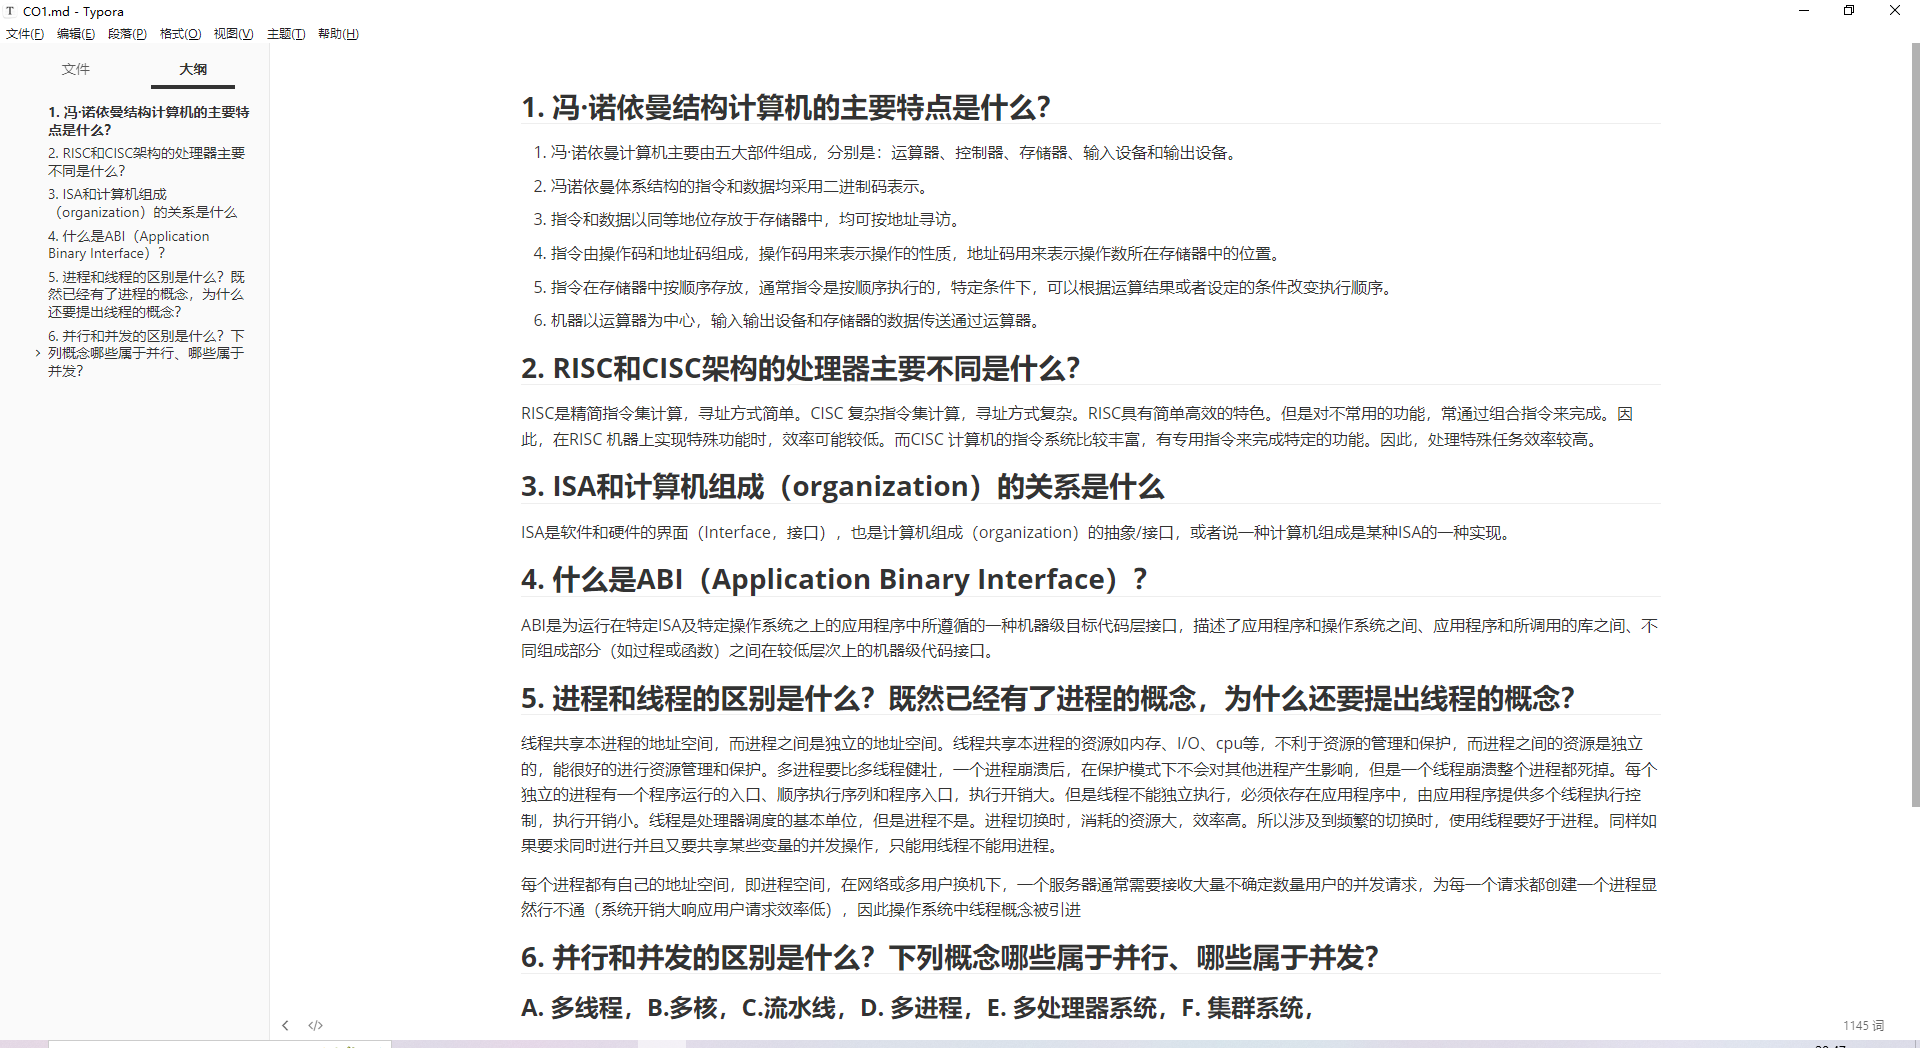 CO1.md - Typora
文件(F) 编辑(E) 段落(P) 格式(O) 视图(V) 主题(T) 帮助(H)
文件 大纲
1. 冯·诺依曼结构计算机的主要特
点是什么？
2. RISC和CISC架构的处理器主要
不同是什么？
3. ISA和计算机组成
（organization）的关系是什么
4. 什么是ABI（Application
Binary Interface）？
5. 进程和线程的区别是什么？既
然已经有了进程的概念，为什么
还要提出线程的概念？
6. 并行和并发的区别是什么？下
列概念哪些属于并行、哪些属于
并发？
1. 冯·诺依曼结构计算机的主要特点是什么？
1. 冯·诺依曼计算机主要由五大部件组成，分别是：运算器、控制器、存储器、输入设备和输出设备。
2. 冯诺依曼体系结构的指令和数据均采用二进制码表示。
3. 指令和数据以同等地位存放于存储器中，均可按地址寻访。
4. 指令由操作码和地址码组成，操作码用来表示操作的性质，地址码用来表示操作数所在存储器中的位置。
5. 指令在存储器中按顺序存放，通常指令是按顺序执行的，特定条件下，可以根据运算结果或者设定的条件改变执行顺序。
6. 机器以运算器为中心，输入输出设备和存储器的数据传送通过运算器。
2. RISC和CISC架构的处理器主要不同是什么？
RISC是精简指令集计算，寻址方式简单。CISC 复杂指令集计算，寻址方式复杂。RISC具有简单高效的特色。但是对不常用的功能，常通过组合指令来完成。因
此，在RISC 机器上实现特殊功能时，效率可能较低。而CISC 计算机的指令系统比较丰富，有专用指令来完成特定的功能。因此，处理特殊任务效率较高。
3. ISA和计算机组成（organization）的关系是什么
ISA是软件和硬件的界面（Interface，接口），也是计算机组成（organization）的抽象/接口，或者说一种计算机组成是某种ISA的一种实现。
4. 什么是ABI（Application Binary Interface）？
ABI是为运行在特定ISA及特定操作系统之上的应用程序中所遵循的一种机器级目标代码层接口，描述了应用程序和操作系统之间、应用程序和所调用的库之间、不
同组成部分（如过程或函数）之间在较低层次上的机器级代码接口。
5. 进程和线程的区别是什么？既然已经有了进程的概念，为什么还要提出线程的概念？
线程共享本进程的地址空间，而进程之间是独立的地址空间。线程共享本进程的资源如内存、I/O、cpu等，不利于资源的管理和保护，而进程之间的资源是独立
的，能很好的进行资源管理和保护。多进程要比多线程健壮，一个进程崩溃后，在保护模式下不会对其他进程产生影响，但是一个线程崩溃整个进程都死掉。每个
独立的进程有一个程序运行的入口、顺序执行序列和程序入口，执行开销大。但是线程不能独立执行，必须依存在应用程序中，由应用程序提供多个线程执行控
制，执行开销小。线程是处理器调度的基本单位，但是进程不是。进程切换时，消耗的资源大，效率高。所以涉及到频繁的切换时，使用线程要好于进程。同样如
果要求同时进行并且又要共享某些变量的并发操作，只能用线程不能用进程。
每个进程都有自己的地址空间，即进程空间，在网络或多用户换机下，一个服务器通常需要接收大量不确定数量用户的并发请求，为每一个请求都创建一个进程显
然行不通（系统开销大响应用户请求效率低），因此操作系统中线程概念被引进
6. 并行和并发的区别是什么？下列概念哪些属于并行、哪些属于并发？
A. 多线程，B.多核，C.流水线，D. 多进程，E. 多处理器系统，F. 集群系统，
1145 词